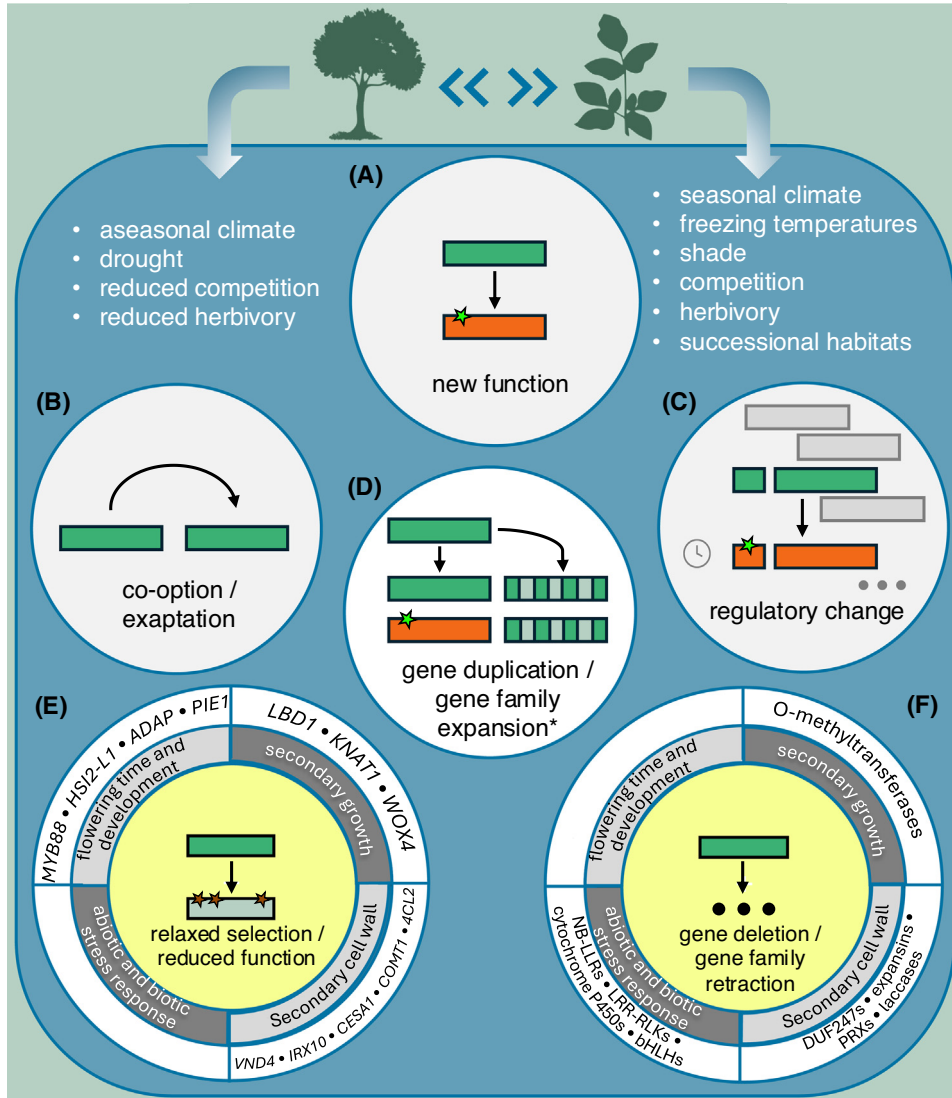 (A)
• aseasonal climate
• drought
• reduced competition
• reduced herbivory
• seasonal climate
• freezing temperatures
• shade
• competition
• herbivory
• successional habitats
new function
(B)
co-option /
exaptation
(C)
regulatory change
(D)
gene duplication /
gene family
expansion*
(E)
MYB88 • HSI2-L1 • ADAP • PIE1
LBD1 • KNAT1 • WOX4
flowering time and
development
secondary growth
relaxed selection /
reduced function
abiotic and biotic
stress response
Secondary cell wall
VND4 • IRX10 • CESA1 • COMT1 • 4CL2
(F)
O-methyltransferases
flowering time and
development
secondary growth
gene deletion /
gene family
retraction
abiotic and biotic
stress response
NB-LLRs • LRR-RLKs •
cytochrome P450s • bHLHs
Secondary cell wall
DUF247s • expansins •
PRXs • laccases